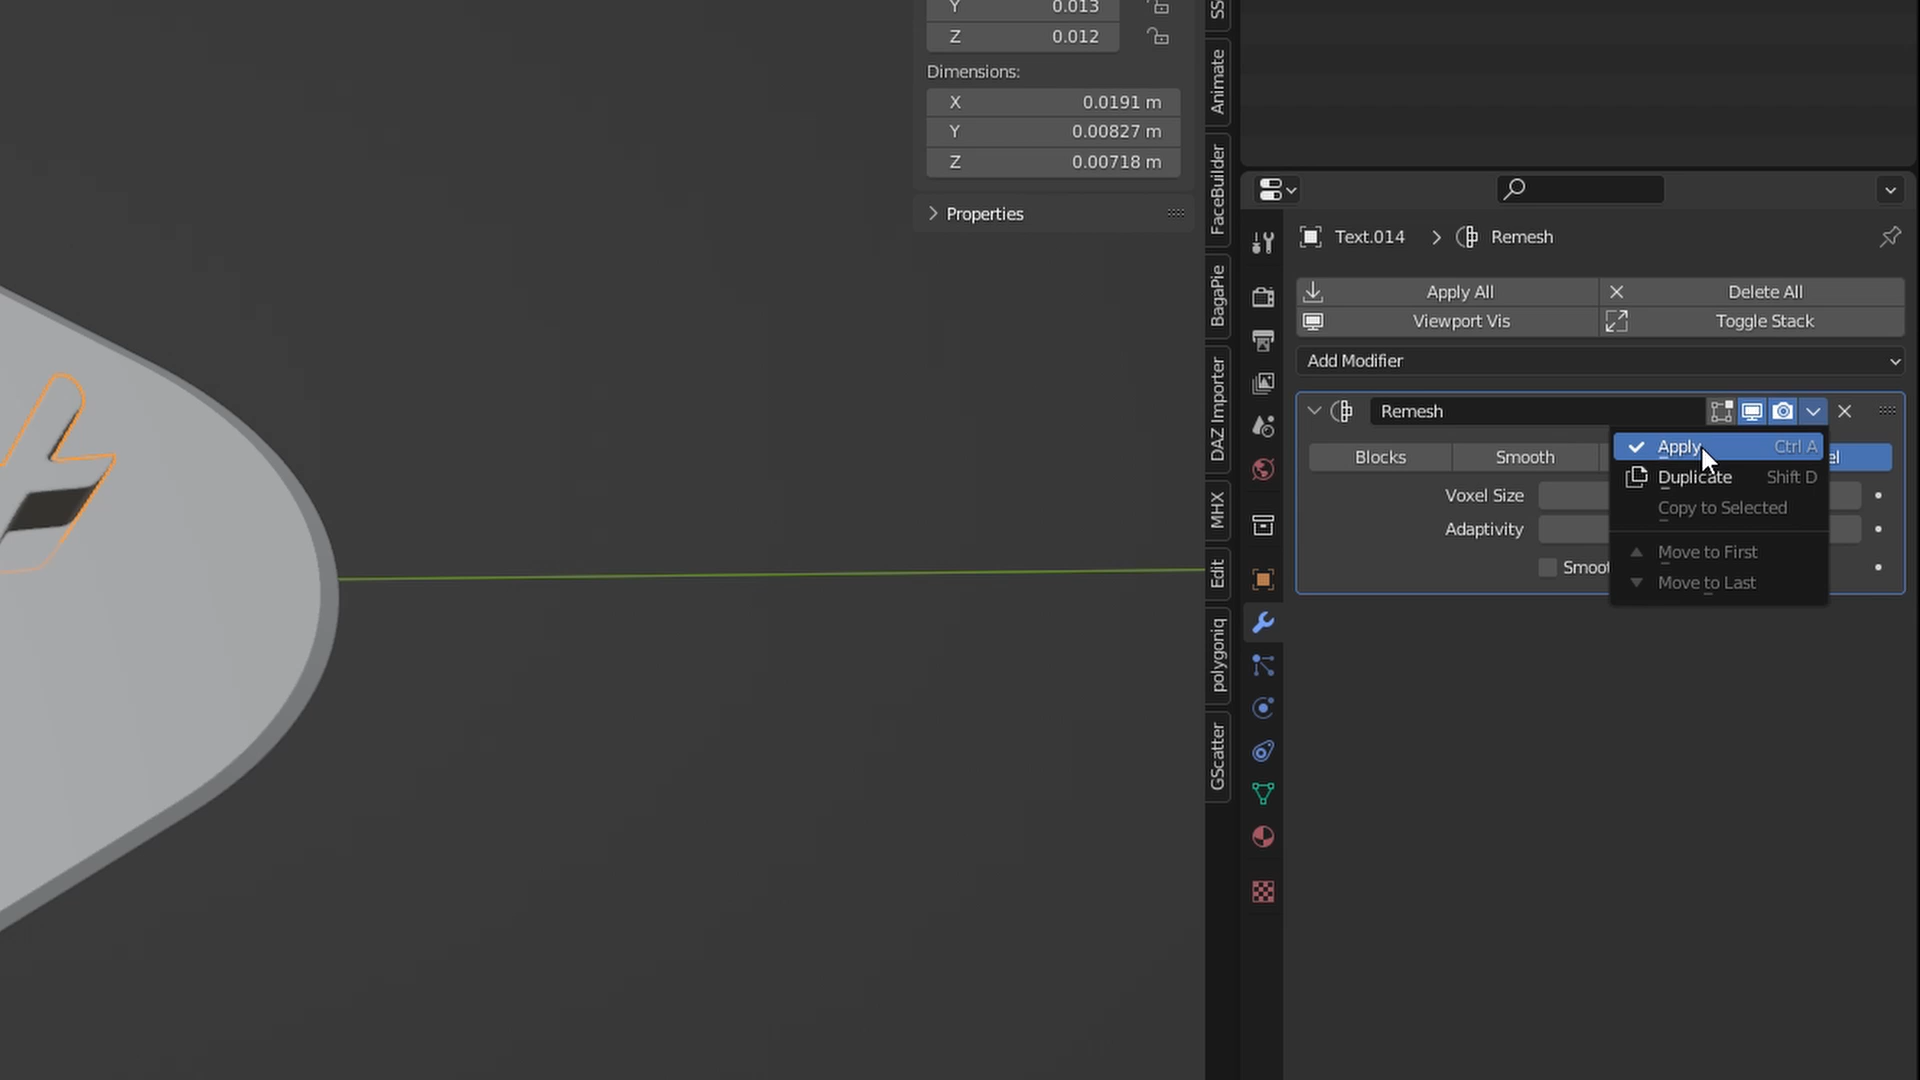 Y 0.013
Z 0.012
Dimensions:
X 0.0191 m
Y 0.00827 m
Z 0.00718 m
Properties
SS
Animate
FaceBuilder
BagaPie
DAZ Importer
MHX
Edit
polygoniq
GScatter
Text.014 > Remesh
Apply All
Delete All
Viewport Vis
Toggle Stack
Add Modifier
Remesh
Blocks
Smooth
el
Voxel Size
Adaptivity
Smoot
Apply Ctrl A
Duplicate Shift D
Copy to Selected
Move to First
Move to Last